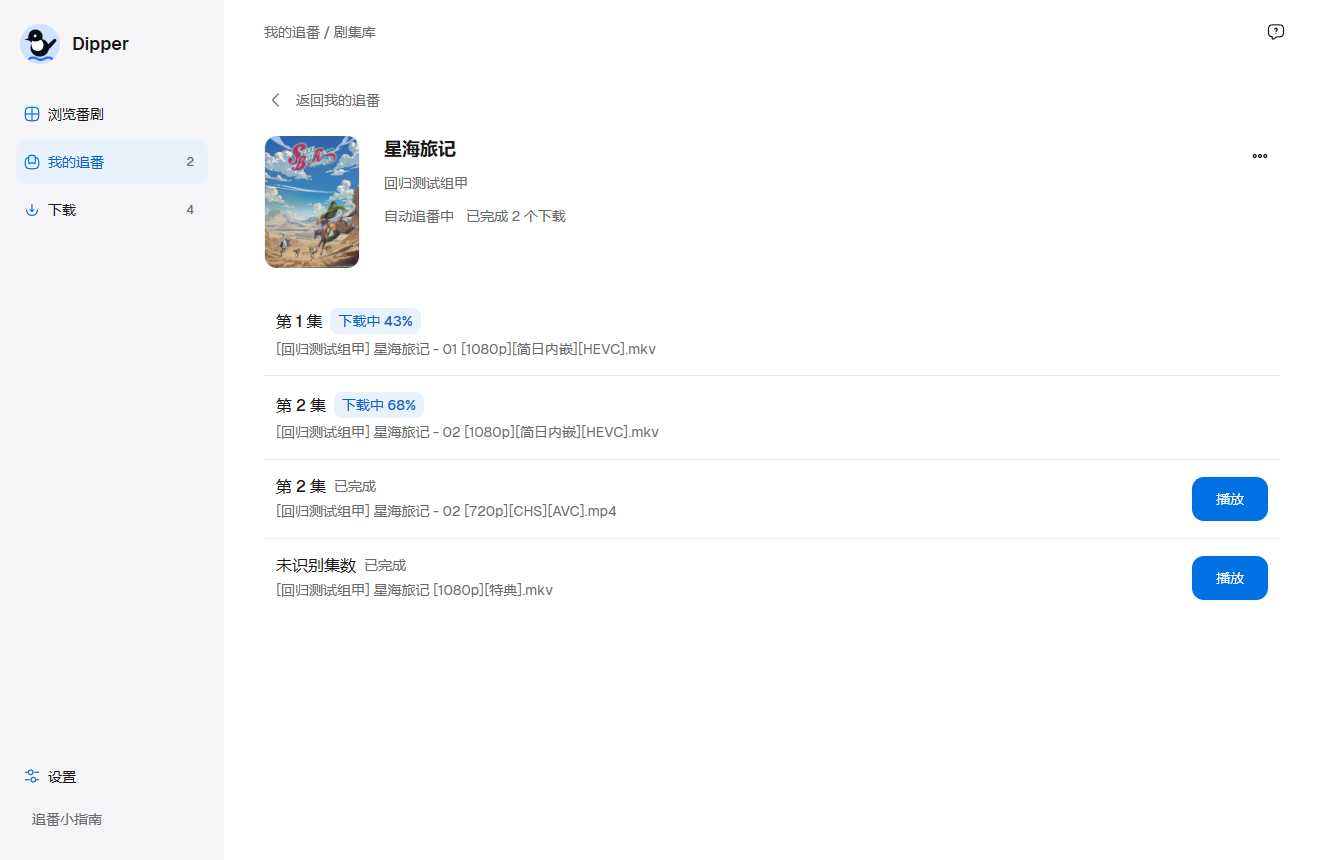 Dipper
浏览番剧
我的追番 2
下载 4
设置
追番小指南
我的追番 / 剧集库
返回我的追番
星海旅记
回归测试组甲
自动追番中 已完成 2 个下载
第 1 集 下载中 43%
[回归测试组甲] 星海旅记 - 01 [1080p][简日内嵌][HEVC].mkv
第 2 集 下载中 68%
[回归测试组甲] 星海旅记 - 02 [1080p][简日内嵌][HEVC].mkv
第 2 集 已完成
[回归测试组甲] 星海旅记 - 02 [720p][CHS][AVC].mp4
播放
未识别集数 已完成
[回归测试组甲] 星海旅记 [1080p][特典].mkv
播放